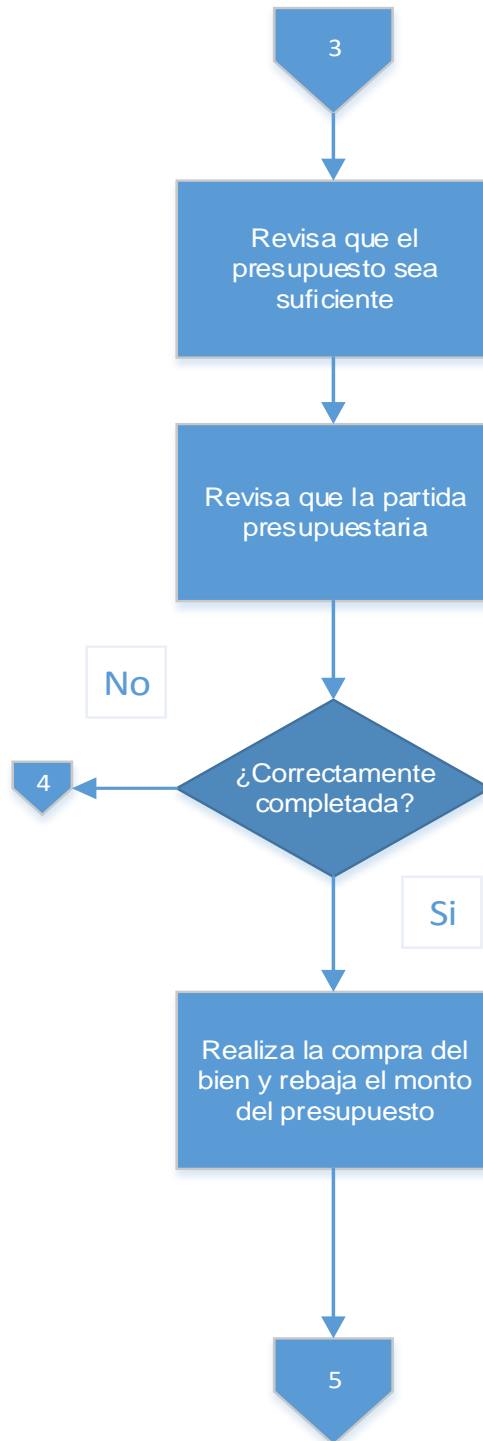 3
Revisa que el
presupuesto sea
suficiente
Revisa que la partida
presupuestaria
No
¿Correctamente
completada?
4
Si
Realiza la compra del
bien y rebaja el monto
del presupuesto
5